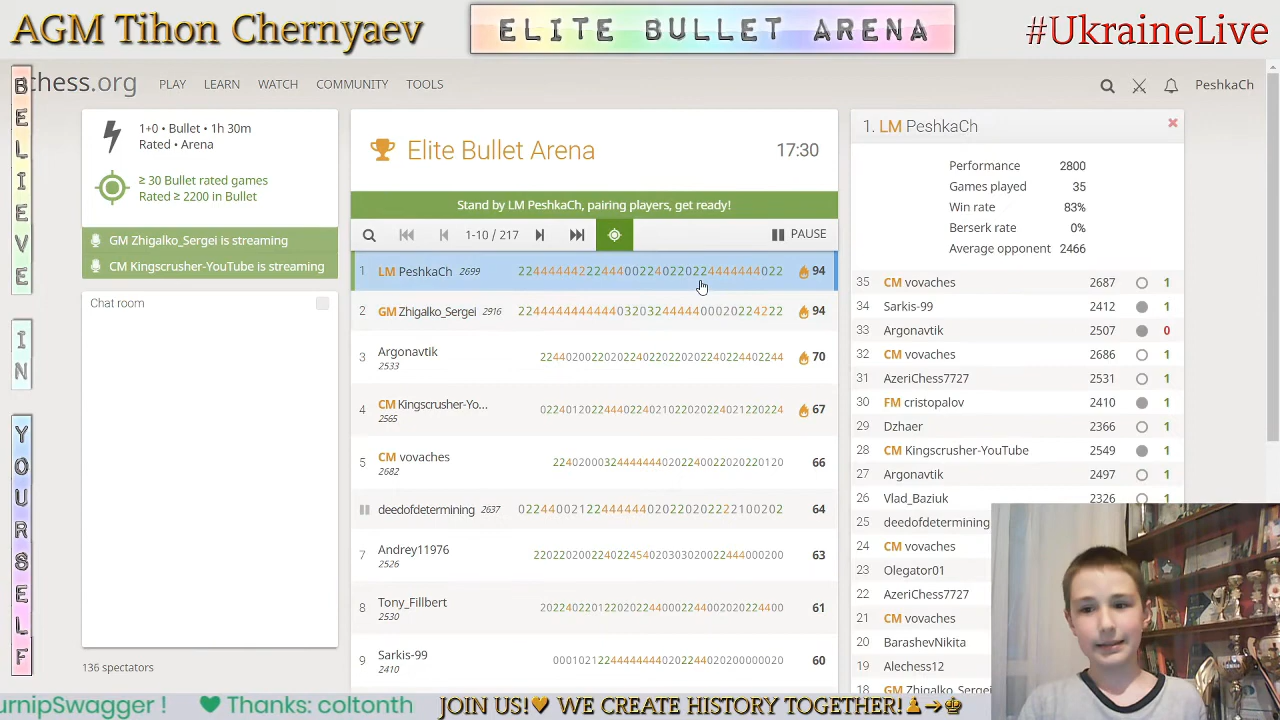 AGM Tihon Chernyaev
ELITE BULLET ARENA
#UkraineLive
BELIEVE
IN
YOURSELF
chess.org
PLAY
LEARN
WATCH
COMMUNITY
TOOLS
PeshkaCh
1+0 • Bullet • 1h 30m
Rated • Arena
≥ 30 Bullet rated games
Rated ≥ 2200 in Bullet
GM Zhigalko_Sergei is streaming
CM Kingscrusher-YouTube is streaming
Chat room
136 spectators
Elite Bullet Arena
17:30
Stand by LM PeshkaCh, pairing players, get ready!
1-10 / 217
PAUSE
1 LM PeshkaCh 2699 94
2 GM Zhigalko_Sergei 2916 94
3 Argonavtik 2533 70
4 CM Kingscrusher-Yo... 2565 67
5 CM vovaches 2682 66
deedofdetermining 2637 64
7 Andrey11976 2526 63
8 Tony_Fillbert 2530 61
9 Sarkis-99 2410 60
1. LM PeshkaCh
Performance 2800
Games played 35
Win rate 83%
Berserk rate 0%
Average opponent 2466
35 CM vovaches 2687 1
34 Sarkis-99 2412 1
33 Argonavtik 2507 0
32 CM vovaches 2686 1
31 AzeriChess7727 2531 1
30 FM cristopalov 2410 1
29 Dzhaer 2366 1
28 CM Kingscrusher-YouTube 2549 1
27 Argonavtik 2497 1
26 Vlad_Baziuk 2326 1
25 deedofdetermining
24 CM vovaches
23 Olegator01
22 AzeriChess7727
21 CM vovaches
20 BarashevNikita
19 Alechess12
18 GM Zhigalko_Sergei
urnipSwagger !
Thanks: coltonth
JOIN US! WE CREATE HISTORY TOGETHER!